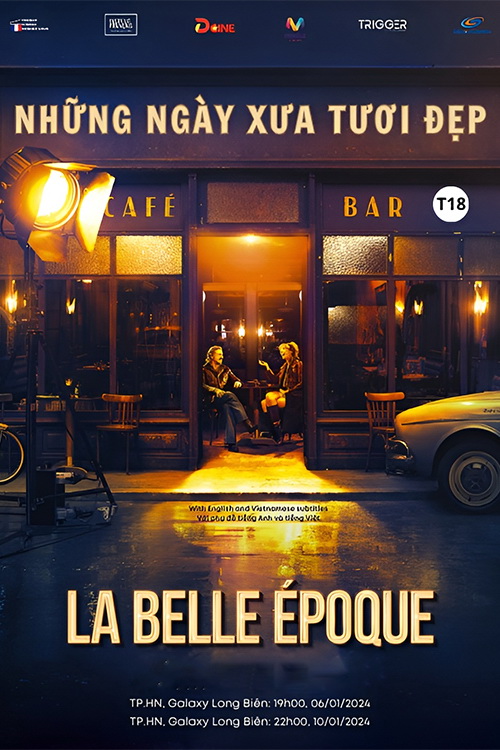 DANE
TRIGGER
NHỮNG NGÀY XƯA TƯƠI ĐẸP
CAFÉ
BAR
T18
With English and Vietnamese subtitles
Với phụ đề tiếng Anh và tiếng Việt
LA BELLE ÉPOQUE
TP.HN, Galaxy Long Biên: 19h00, 06/01/2024
TP.HN, Galaxy Long Biên: 22h00, 10/01/2024